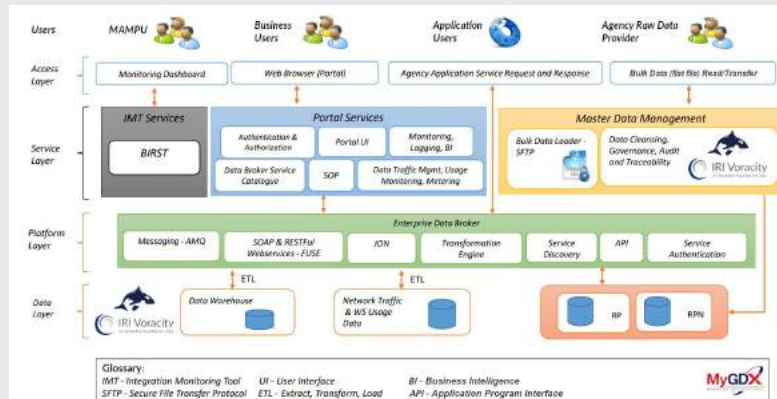 Users
MAMPU
Business
Users
Application
Users
Agency Raw Data
Provider
Access
Layer
Monitoring Dashboard
Web Browser (Portal)
Agency Application Service Request and Response
Bulk Data (flat file) Read/Transfer
Service
Layer
IMT Services
BIRST
Portal Services
Authentication &
Authorization
Portal UI
Monitoring,
Logging, BI
Data Broker Service
Catalogue
SOP
Data Traffic Mgmt, Usage
Monitoring, Metering
Master Data Management
Bulk Data Loader -
SFTP
Data Cleansing,
Governance, Audit
and Traceability
IRI Voracity
Platform
Layer
Enterprise Data Broker
Messaging - AMQ
SOAP & RESTFul
Webservices - FUSE
Transformation
Engine
Service
Discovery
API
Service
Authentication
ETL
ETL
Data
Layer
IRI Voracity
Data Warehouse
Network Traffic
& WS Usage
Data
RP
RPN
Glossary:
IMT - Integration Monitoring Tool UI - User Interface BI - Business Intelligence
SFTP - Secure File Transfer Protocol ETL - Extract, Transform, Load API - Application Program Interface
MyGDX